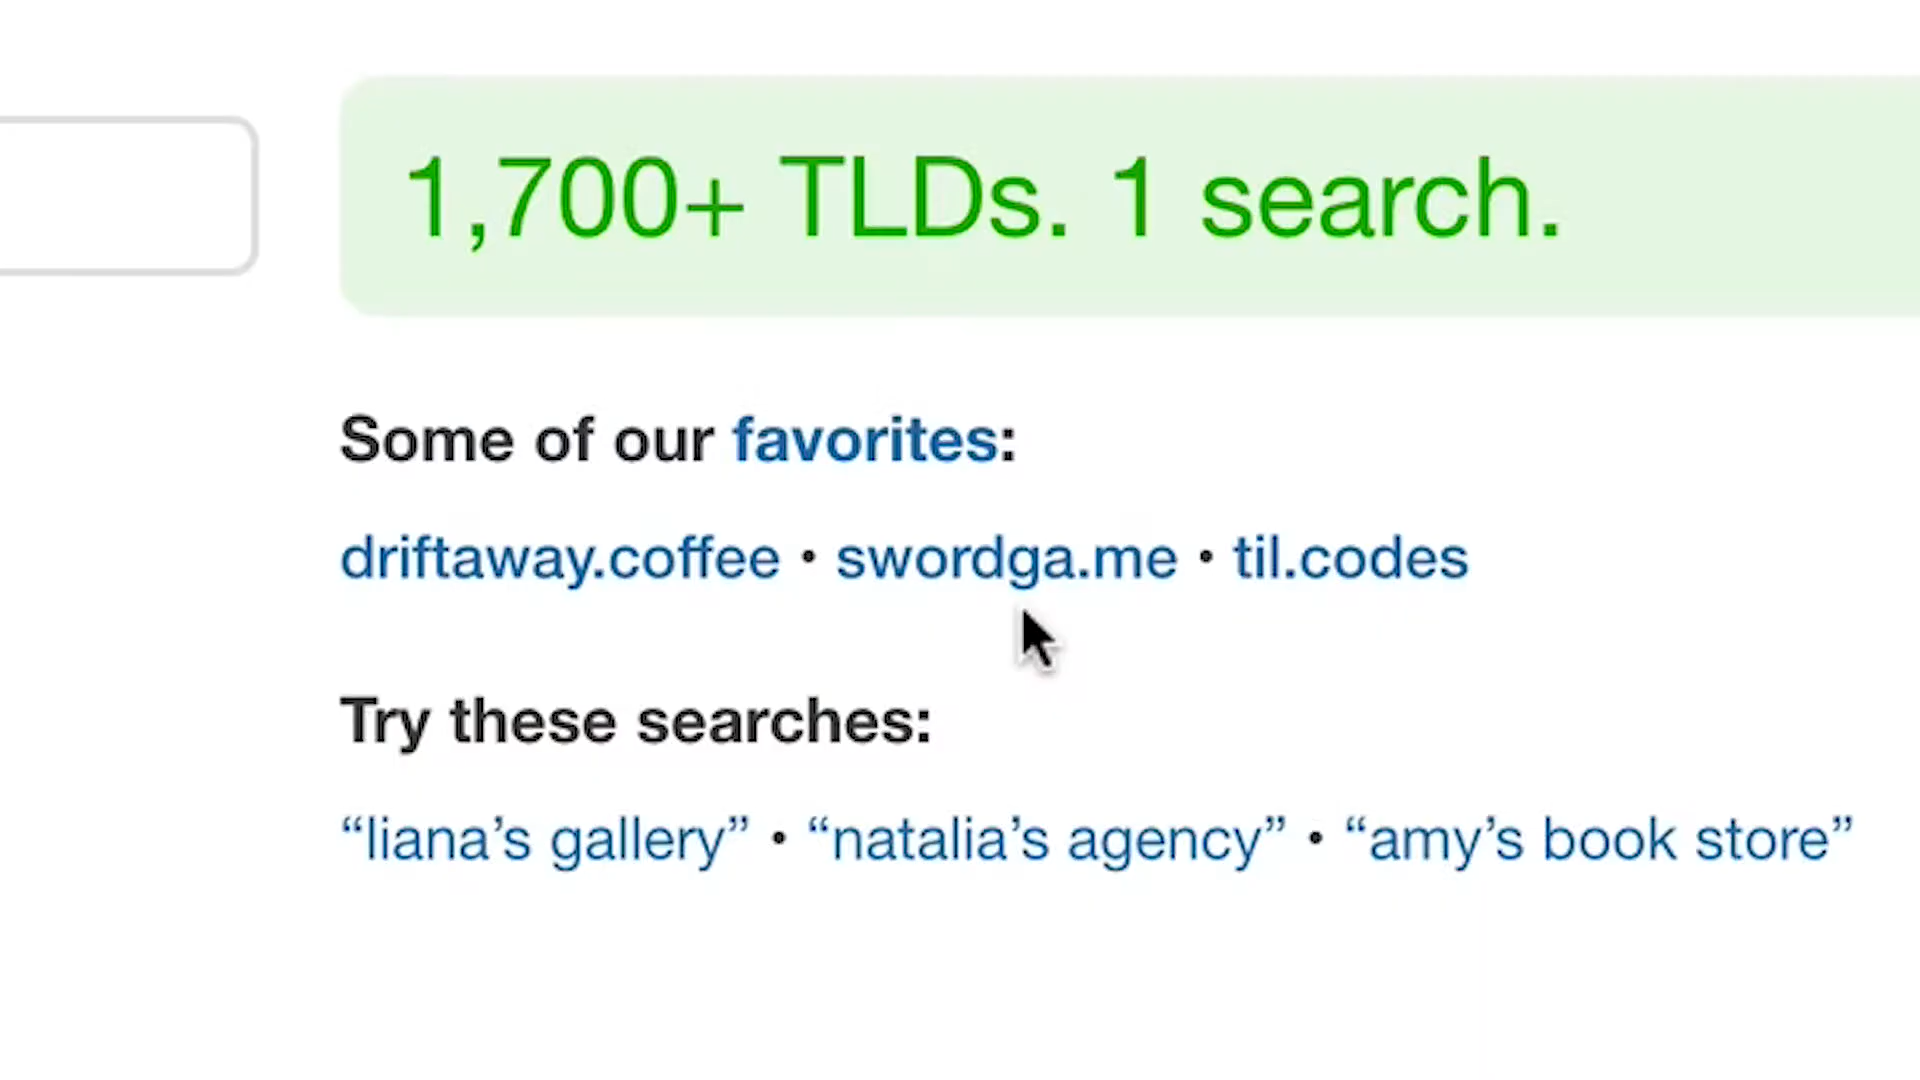 1,700+ TLDs. 1 search.
Some of our favorites:
driftaway.coffee • swordga.me • til.codes
Try these searches:
“liana’s gallery” • “natalia’s agency” • “amy’s book store”